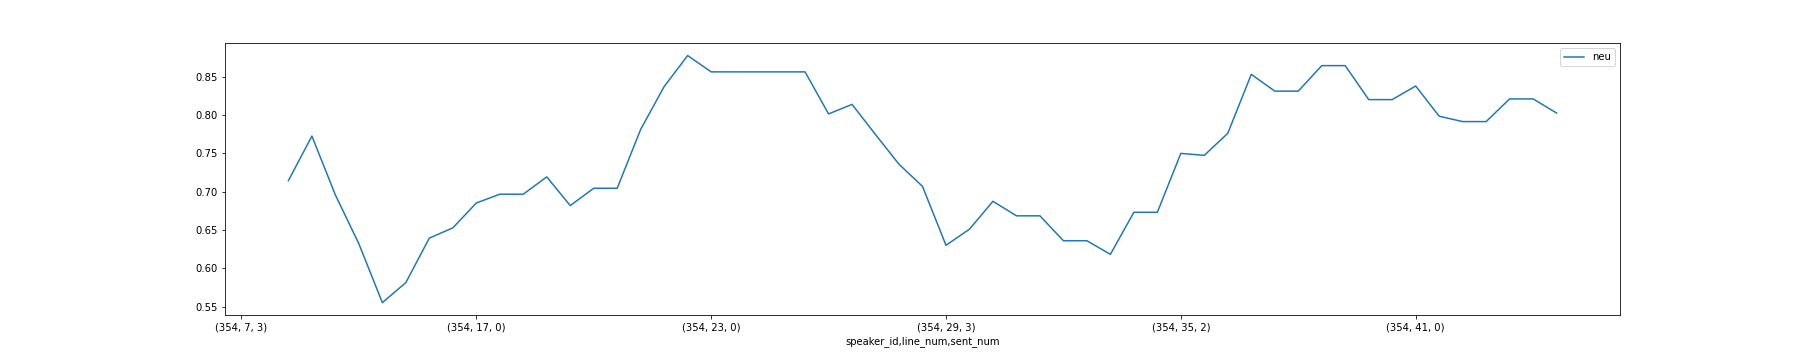 neu
0.85
0.80
0.75
0.70
0.65
0.60
0.55
(354, 7, 3) (354, 17, 0) (354, 23, 0) (354, 29, 3) (354, 35, 2) (354, 41, 0)
speaker_id,line_num,sent_num